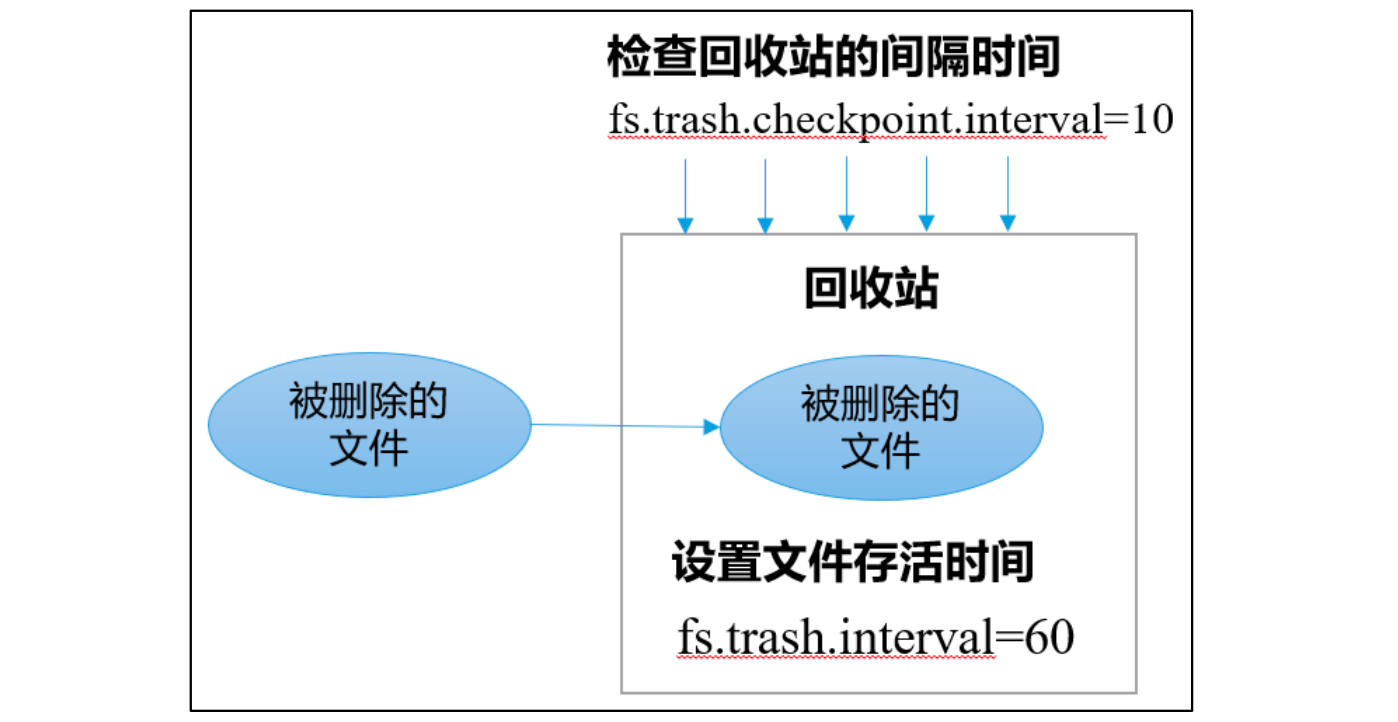 检查回收站的间隔时间
fs.trash.checkpoint.interval=10
回收站
被删除的
文件
被删除的
文件
设置文件存活时间
fs.trash.interval=60